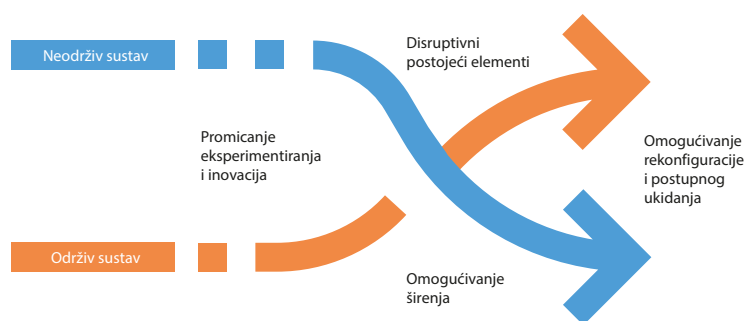 Neodrživ sustav
Disruptivni
postojeći elementi
Promicanje
eksperimentiranja
i inovacija
Omogućivanje
rekonfiguracije
i postupnog
ukidanja
Održiv sustav
Omogućivanje
širenja